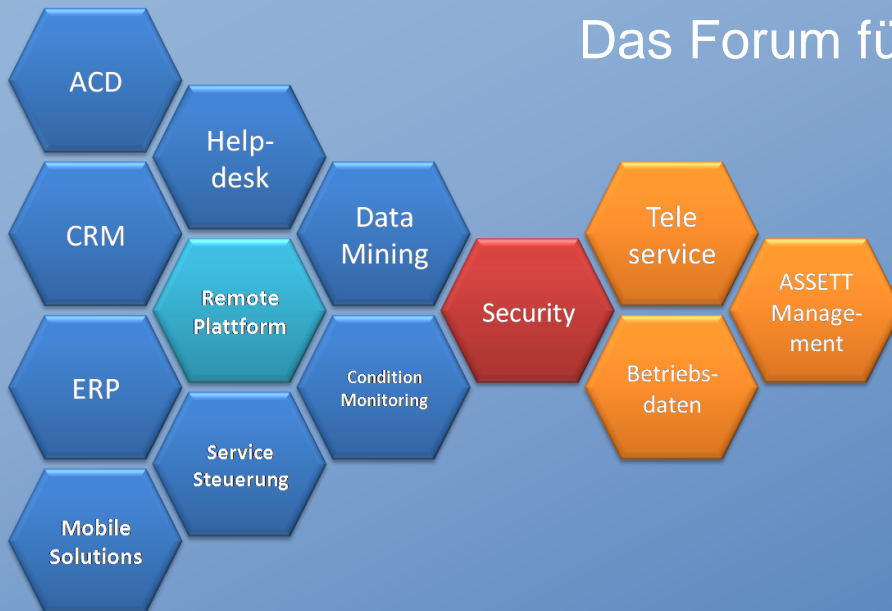 Das Forum fü
ACD
Help-
desk
CRM
Data
Mining
Tele
service
Remote
Plattform
Security
ASSETT
Manage-
ment
ERP
Condition
Monitoring
Betriebs-
daten
Service
Steuerung
Mobile
Solutions